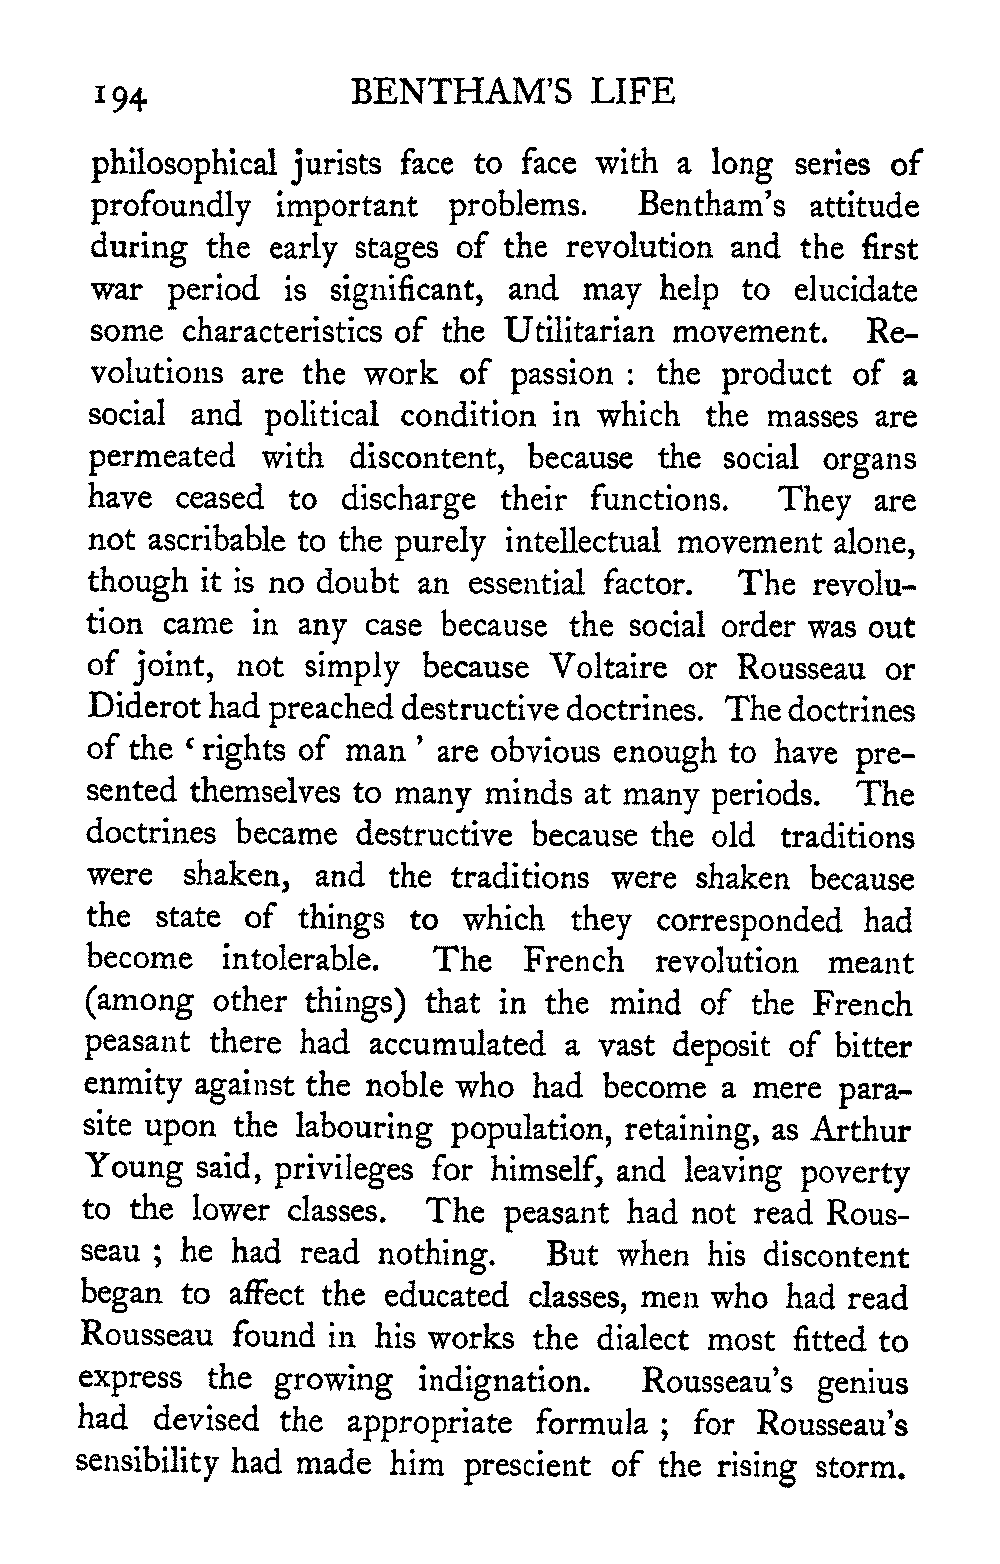 194 BENTHAM'S LIFE
philosophical jurists face to face with a long series of
profoundly important problems. Bentham's attitude
during the early stages of the revolution and the first
war period is significant, and may help to elucidate
some characteristics of the Utilitarian movement. Re-
volutions are the work of passion : the product of a
social and political condition in which the masses are
permeated with discontent, because the social organs
have ceased to discharge their functions. They are
not ascribable to the purely intellectual movement alone,
though it is no doubt an essential factor. The revolu-
tion came in any case because the social order was out
of joint, not simply because Voltaire or Rousseau or
Diderot had preached destructive doctrines. The doctrines
of the ‘ rights of man ’ are obvious enough to have pre-
sented themselves to many minds at many periods. The
doctrines became destructive because the old traditions
were shaken, and the traditions were shaken because
the state of things to which they corresponded had
become intolerable. The French revolution meant
(among other things) that in the mind of the French
peasant there had accumulated a vast deposit of bitter
enmity against the noble who had become a mere para-
site upon the labouring population, retaining, as Arthur
Young said, privileges for himself, and leaving poverty
to the lower classes. The peasant had not read Rous-
seau ; he had read nothing. But when his discontent
began to affect the educated classes, men who had read
Rousseau found in his works the dialect most fitted to
express the growing indignation. Rousseau's genius
had devised the appropriate formula ; for Rousseau's
sensibility had made him prescient of the rising storm.